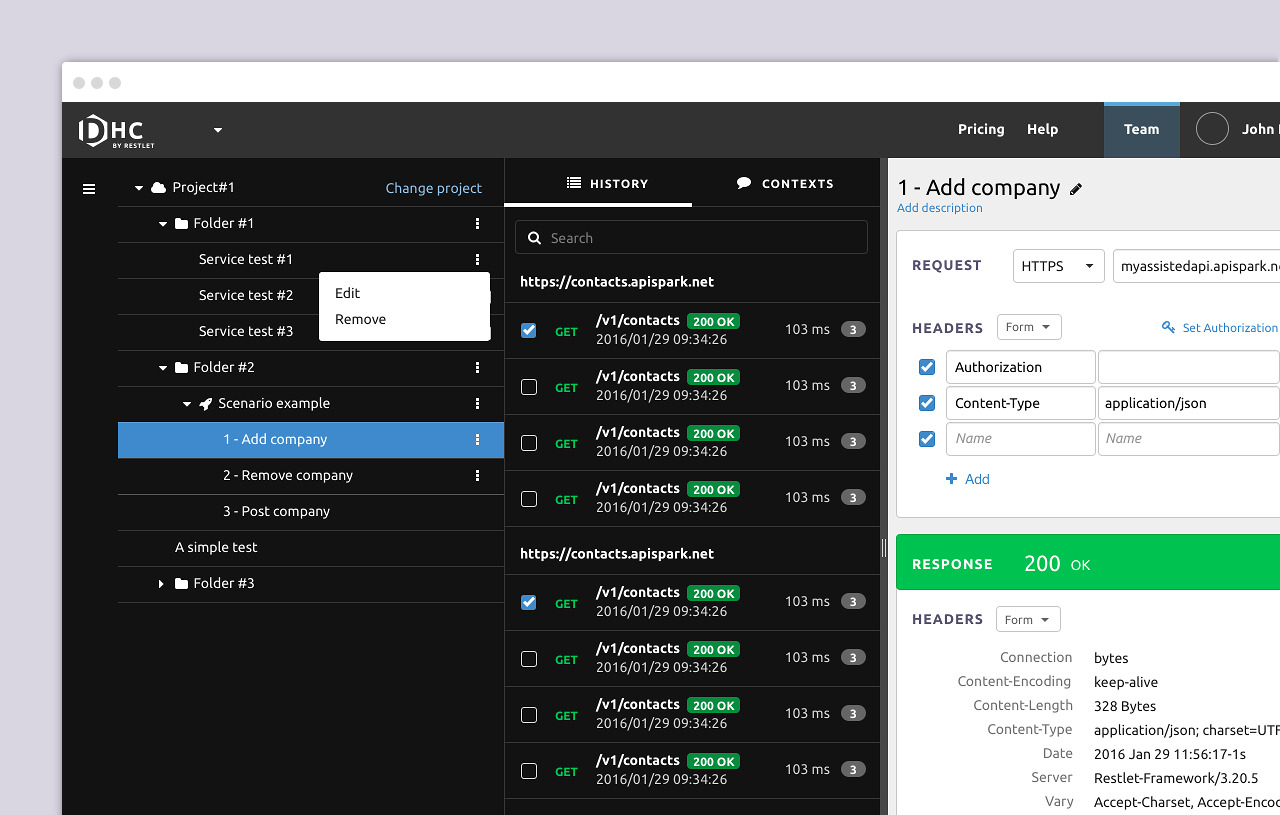 DHC
BY RESTLET
Pricing
Help
Team
John
Project#1
Change project
Folder #1
Service test #1
Service test #2
Service test #3
Edit
Remove
Folder #2
Scenario example
1 - Add company
2 - Remove company
3 - Post company
A simple test
Folder #3
HISTORY
CONTEXTS
Search
https://contacts.apispark.net
GET /v1/contacts 200 OK 103 ms 3
2016/01/29 09:34:26
GET /v1/contacts 200 OK 103 ms 3
2016/01/29 09:34:26
GET /v1/contacts 200 OK 103 ms 3
2016/01/29 09:34:26
GET /v1/contacts 200 OK 103 ms 3
2016/01/29 09:34:26
https://contacts.apispark.net
GET /v1/contacts 200 OK 103 ms 3
2016/01/29 09:34:26
GET /v1/contacts 200 OK 103 ms 3
2016/01/29 09:34:26
GET /v1/contacts 200 OK 103 ms 3
2016/01/29 09:34:26
GET /v1/contacts 200 OK 103 ms 3
2016/01/29 09:34:26
1 - Add company
Add description
REQUEST HTTPS myassistedapi.apispark.n
HEADERS Form Set Authorization
Authorization
Content-Type application/json
Name Name
Add
RESPONSE 200 OK
HEADERS Form
Connection bytes
Content-Encoding keep-alive
Content-Length 328 Bytes
Content-Type application/json; charset=UTF
Date 2016 Jan 29 11:56:17-1s
Server Restlet-Framework/3.20.5
Vary Accept-Charset, Accept-Enco